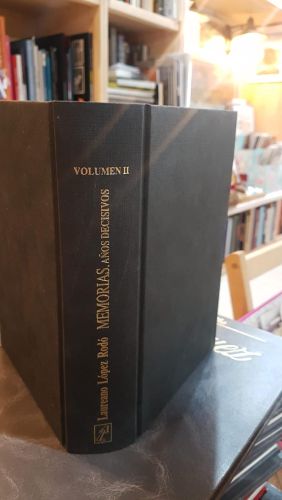 VOLUMEN II
Laureano López Rodó MEMORIAS. AÑOS DECISIVOS